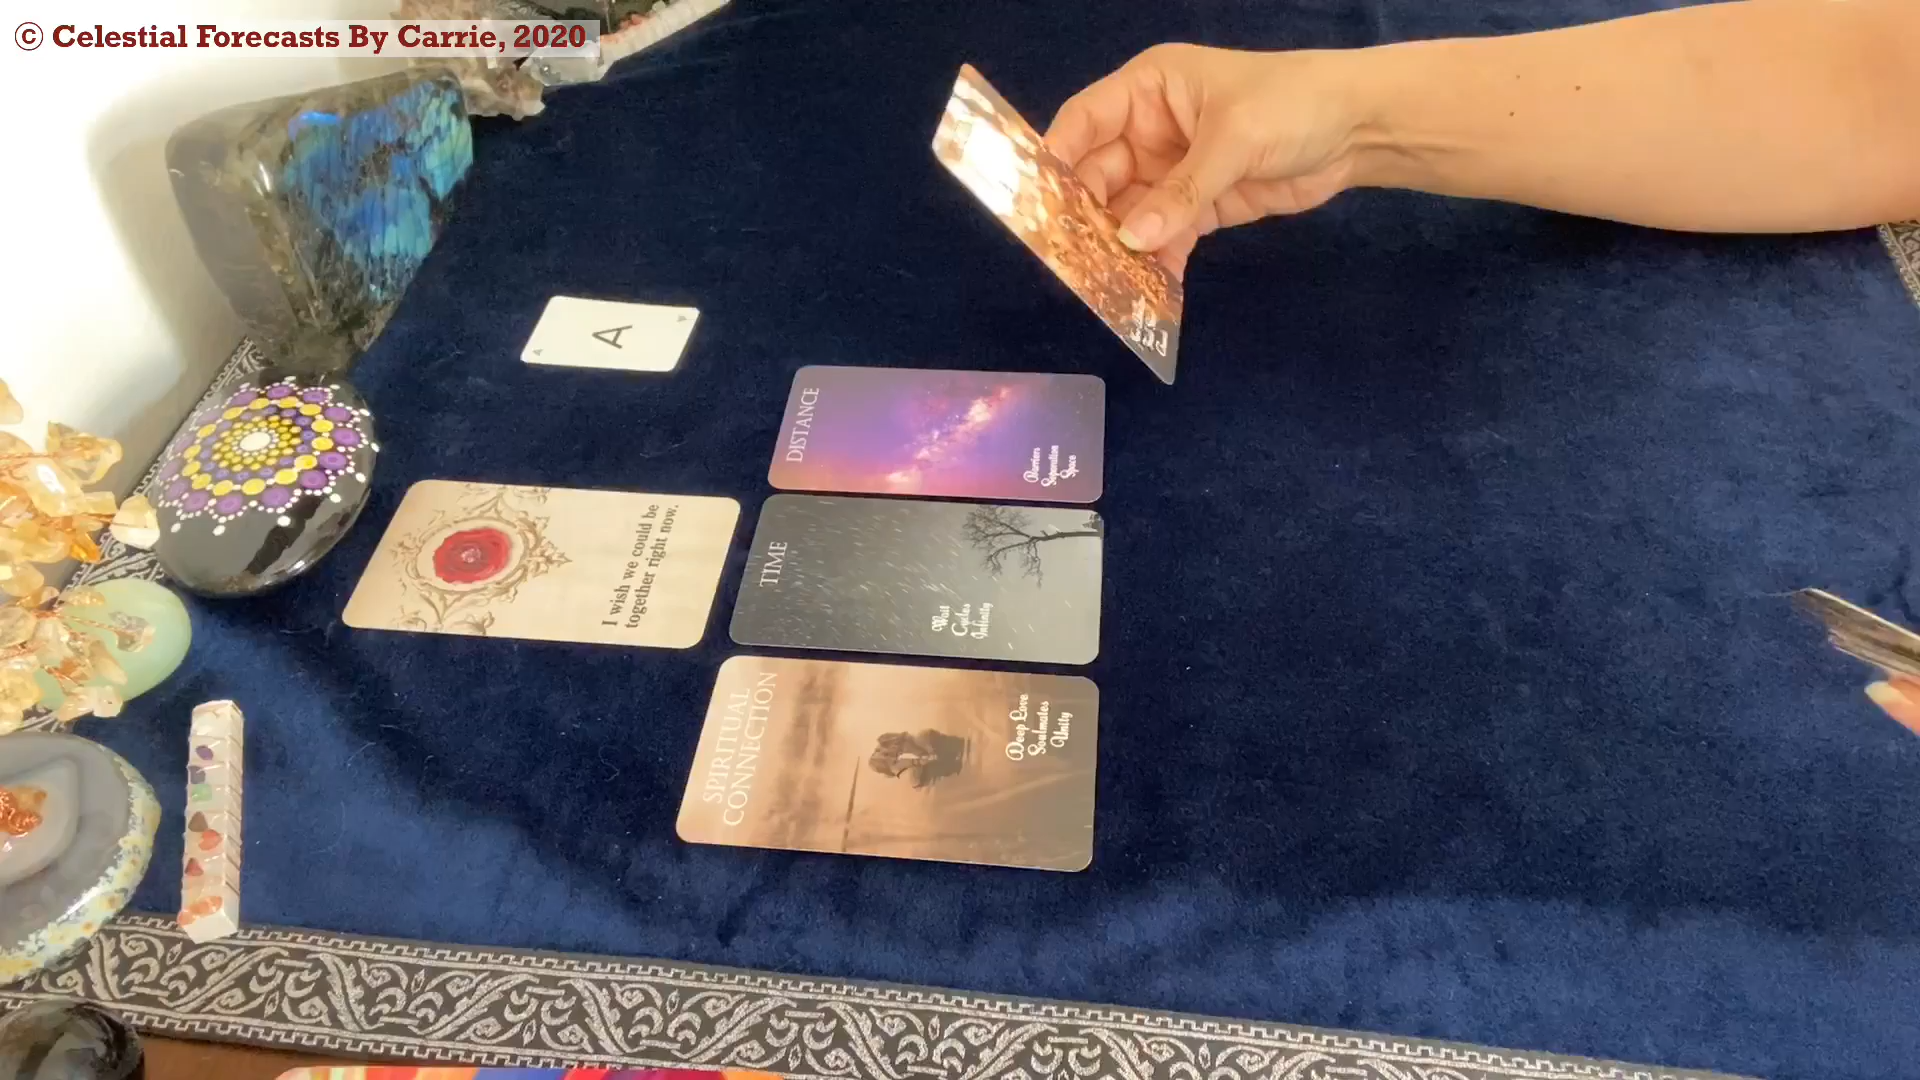 © Celestial Forecasts By Carrie, 2020
A
A
A
DISTANCE
Barriers
Separation
Space
I wish we could be
together right now.
TIME
Wait
Cycles
Infinity
SPIRITUAL
CONNECTION
Deep Love
Soulmates
Unity